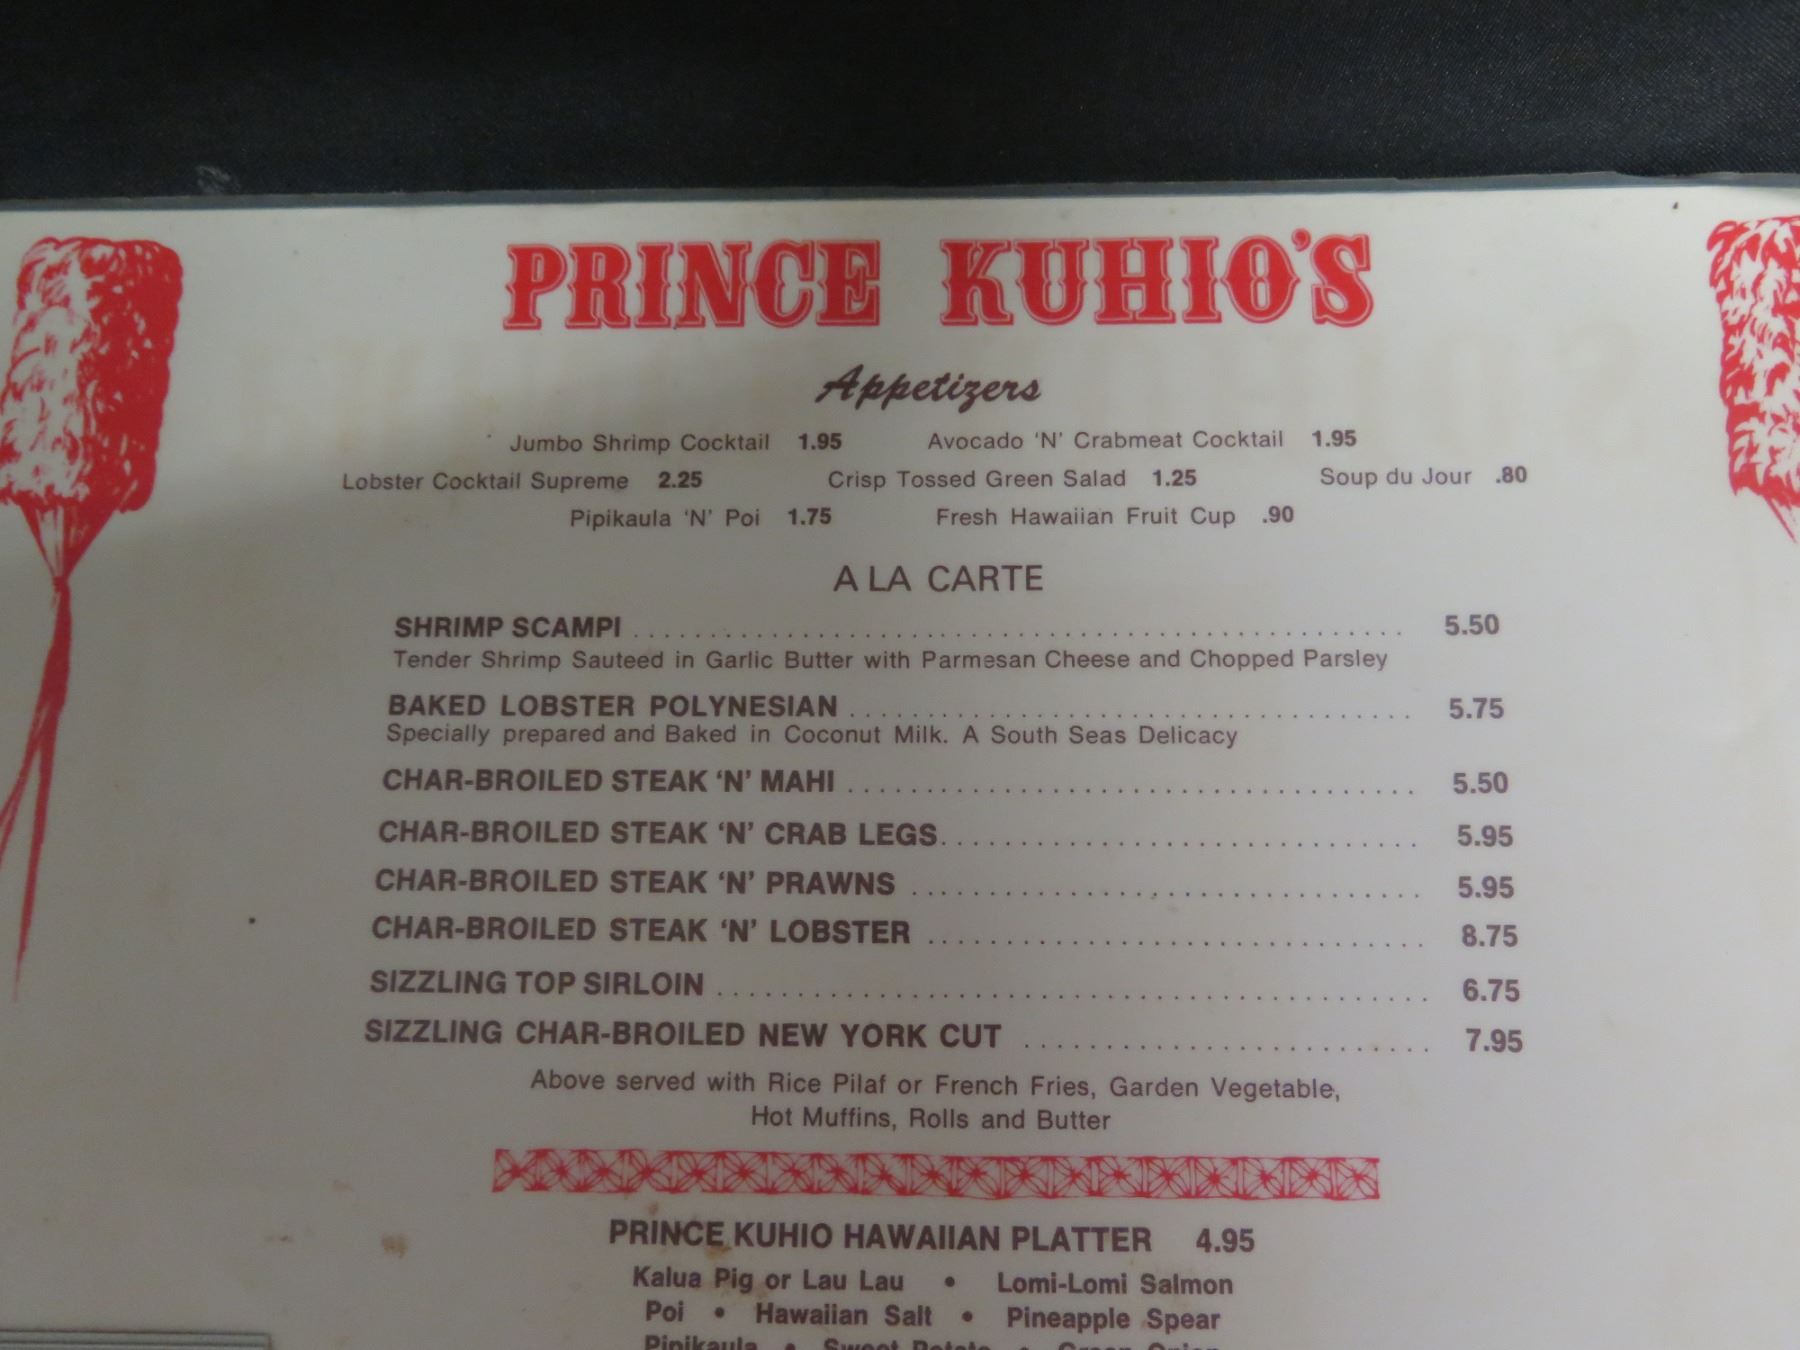 PRINCE KUHIO'S
Appetizers
Jumbo Shrimp Cocktail 1.95 Avocado 'N' Crabmeat Cocktail 1.95
Lobster Cocktail Supreme 2.25 Crisp Tossed Green Salad 1.25 Soup du Jour .80
Pipikaula 'N' Poi 1.75 Fresh Hawaiian Fruit Cup .90
A LA CARTE
SHRIMP SCAMPI 5.50
Tender Shrimp Sauteed in Garlic Butter with Parmesan Cheese and Chopped Parsley
BAKED LOBSTER POLYNESIAN 5.75
Specially prepared and Baked in Coconut Milk. A South Seas Delicacy
CHAR-BROILED STEAK 'N' MAHI 5.50
CHAR-BROILED STEAK 'N' CRAB LEGS 5.95
CHAR-BROILED STEAK 'N' PRAWNS 5.95
CHAR-BROILED STEAK 'N' LOBSTER 8.75
SIZZLING TOP SIRLOIN 6.75
SIZZLING CHAR-BROILED NEW YORK CUT 7.95
Above served with Rice Pilaf or French Fries, Garden Vegetable,
Hot Muffins, Rolls and Butter
PRINCE KUHIO HAWAIIAN PLATTER 4.95
Kalua Pig or Lau Lau • Lomi-Lomi Salmon
Poi • Hawaiian Salt • Pineapple Spear
Pipikaula • Sweet Potato • Green Onion